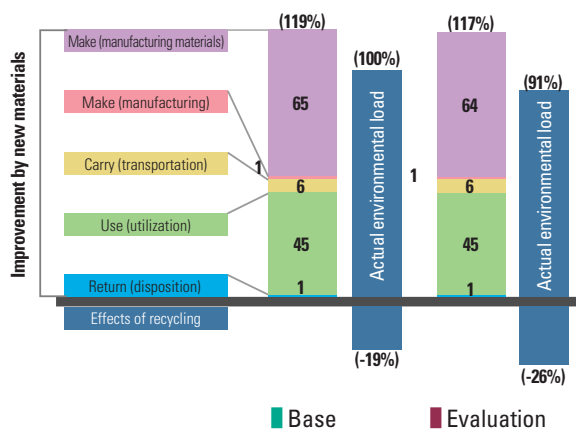 Improvement by new materials
Make (manufacturing materials)
Make (manufacturing)
Carry (transportation)
Use (utilization)
Return (disposition)
Effects of recycling
(119%)
65
1
6
45
1
(100%)
Actual environmental load
(-19%)
(117%)
64
1
6
45
1
(91%)
Actual environmental load
(-26%)
Base
Evaluation